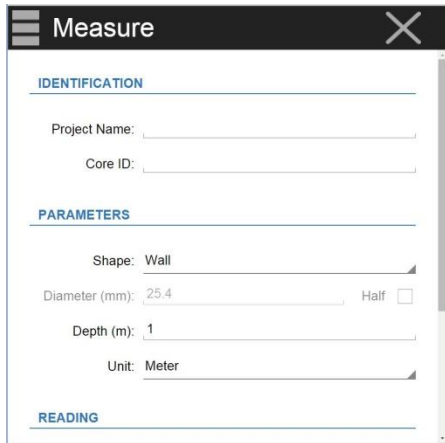 Measure
IDENTIFICATION
Project Name:
Core ID:
PARAMETERS
Shape: Wall
Diameter (mm): 25.4 Half
Depth (m): 1
Unit: Meter
READING